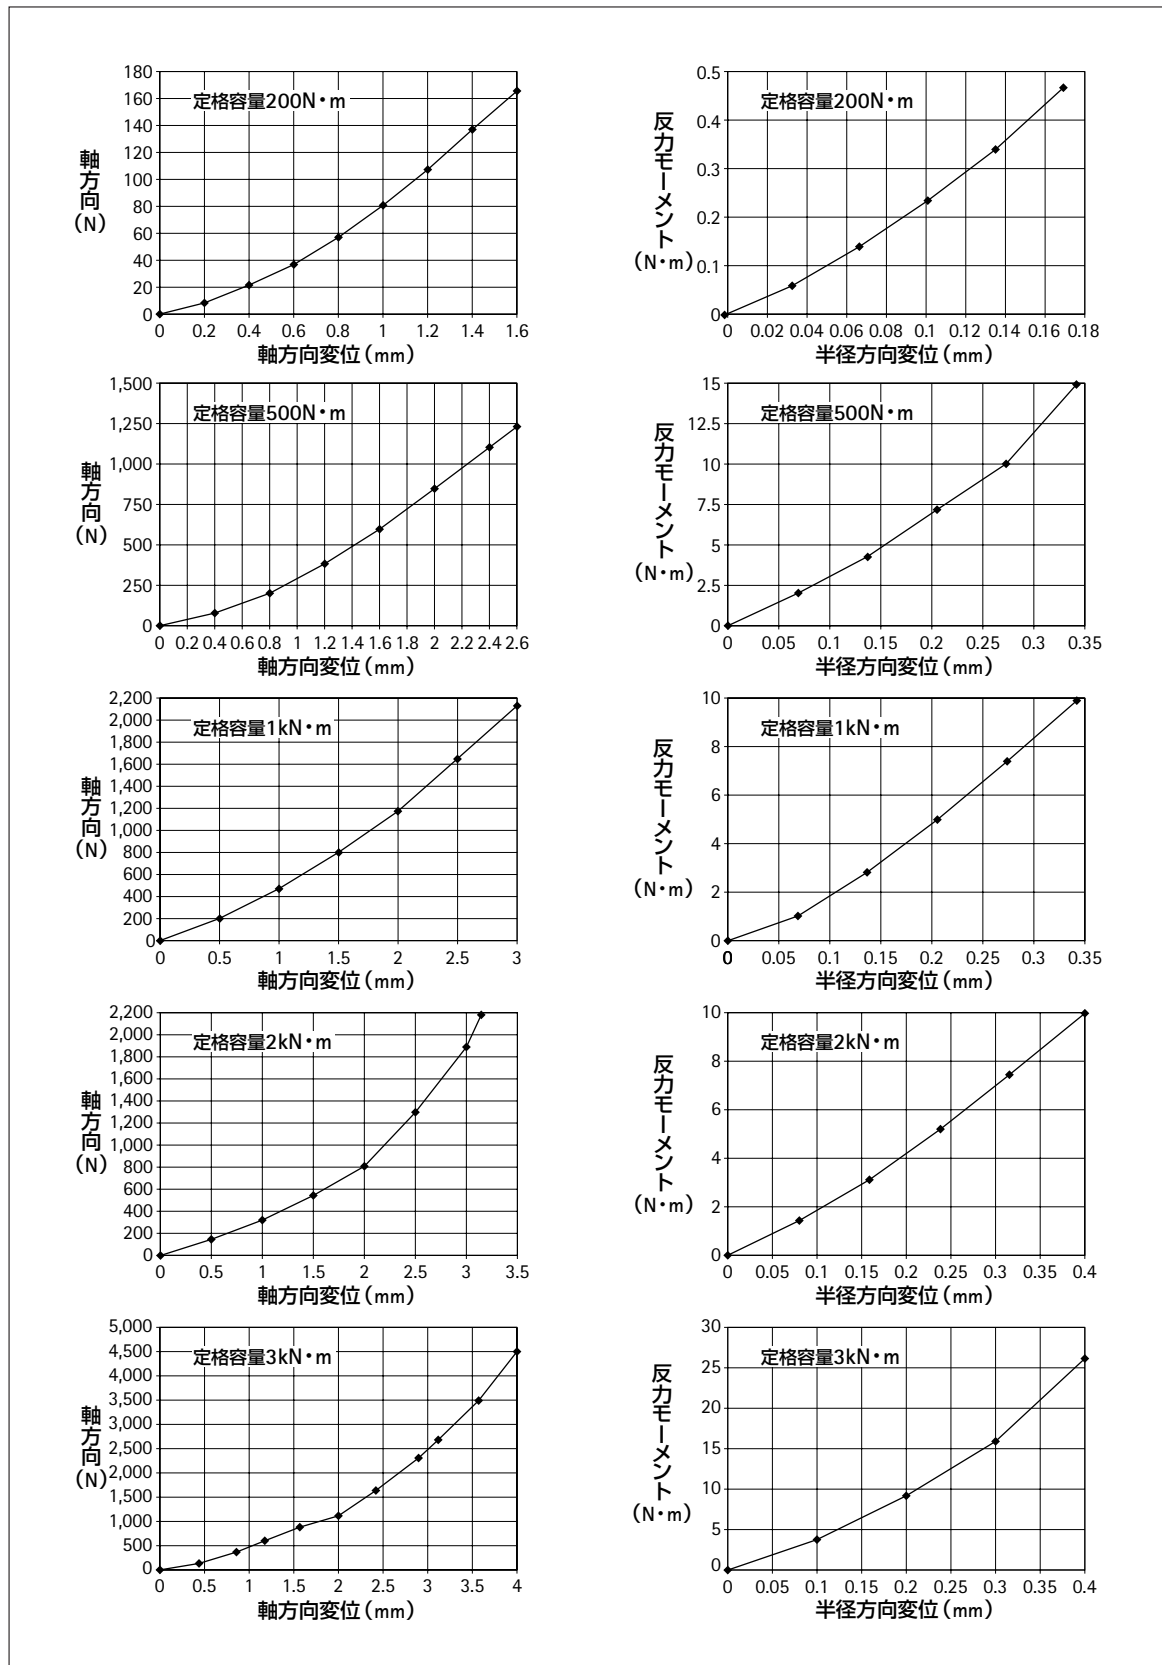 定格容量200N・m
軸方向
(N)
180
160
140
120
100
80
60
40
20
0
0 0.2 0.4 0.6 0.8 1 1.2 1.4 1.6
軸方向変位(mm)
定格容量200N・m
反力モーメント
(N・m)
0.5
0.4
0.3
0.2
0.1
0
0 0.02 0.04 0.06 0.08 0.1 0.12 0.14 0.16 0.18
半径方向変位(mm)
定格容量500N・m
軸方向
(N)
1,500
1,250
1,000
750
500
250
0
0 0.2 0.4 0.6 0.8 1 1.2 1.4 1.6 1.8 2 2.2 2.4 2.6
軸方向変位(mm)
定格容量500N・m
反力モーメント
(N・m)
15
12.5
10
7.5
5
2.5
0
0 0.05 0.1 0.15 0.2 0.25 0.3 0.35
半径方向変位(mm)
定格容量1kN・m
軸方向
(N)
2,200
2,000
1,800
1,600
1,400
1,200
1,000
800
600
400
200
0
0 0.5 1 1.5 2 2.5 3
軸方向変位(mm)
定格容量1kN・m
反力モーメント
(N・m)
10
8
6
4
2
0
0 0.05 0.1 0.15 0.2 0.25 0.3 0.35
半径方向変位(mm)
定格容量2kN・m
軸方向
(N)
2,200
2,000
1,800
1,600
1,400
1,200
1,000
800
600
400
200
0
0 0.5 1 1.5 2 2.5 3 3.5
軸方向変位(mm)
定格容量2kN・m
反力モーメント
(N・m)
10
8
6
4
2
0
0 0.05 0.1 0.15 0.2 0.25 0.3 0.35 0.4
半径方向変位(mm)
定格容量3kN・m
軸方向
(N)
5,000
4,500
3,500
3,000
2,500
2,000
1,500
1,000
500
0
0 0.5 1 1.5 2 2.5 3 3.5 4
軸方向変位(mm)
定格容量3kN・m
反力モーメント
(N・m)
30
25
20
15
10
5
0
0 0.05 0.1 0.15 0.2 0.25 0.3 0.35 0.4
半径方向変位(mm)